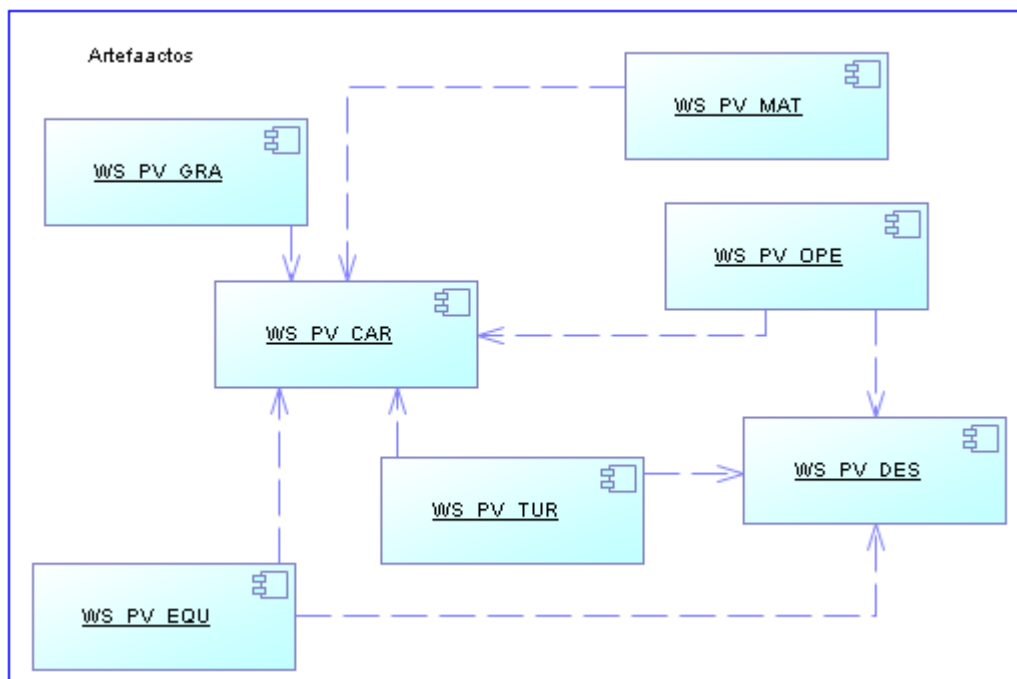 Artefaactos
WS_PV_MAT
WS_PV_GRA
WS_PV_OPE
WS_PV_CAR
WS_PV_DES
WS_PV_TUR
WS_PV_EQU